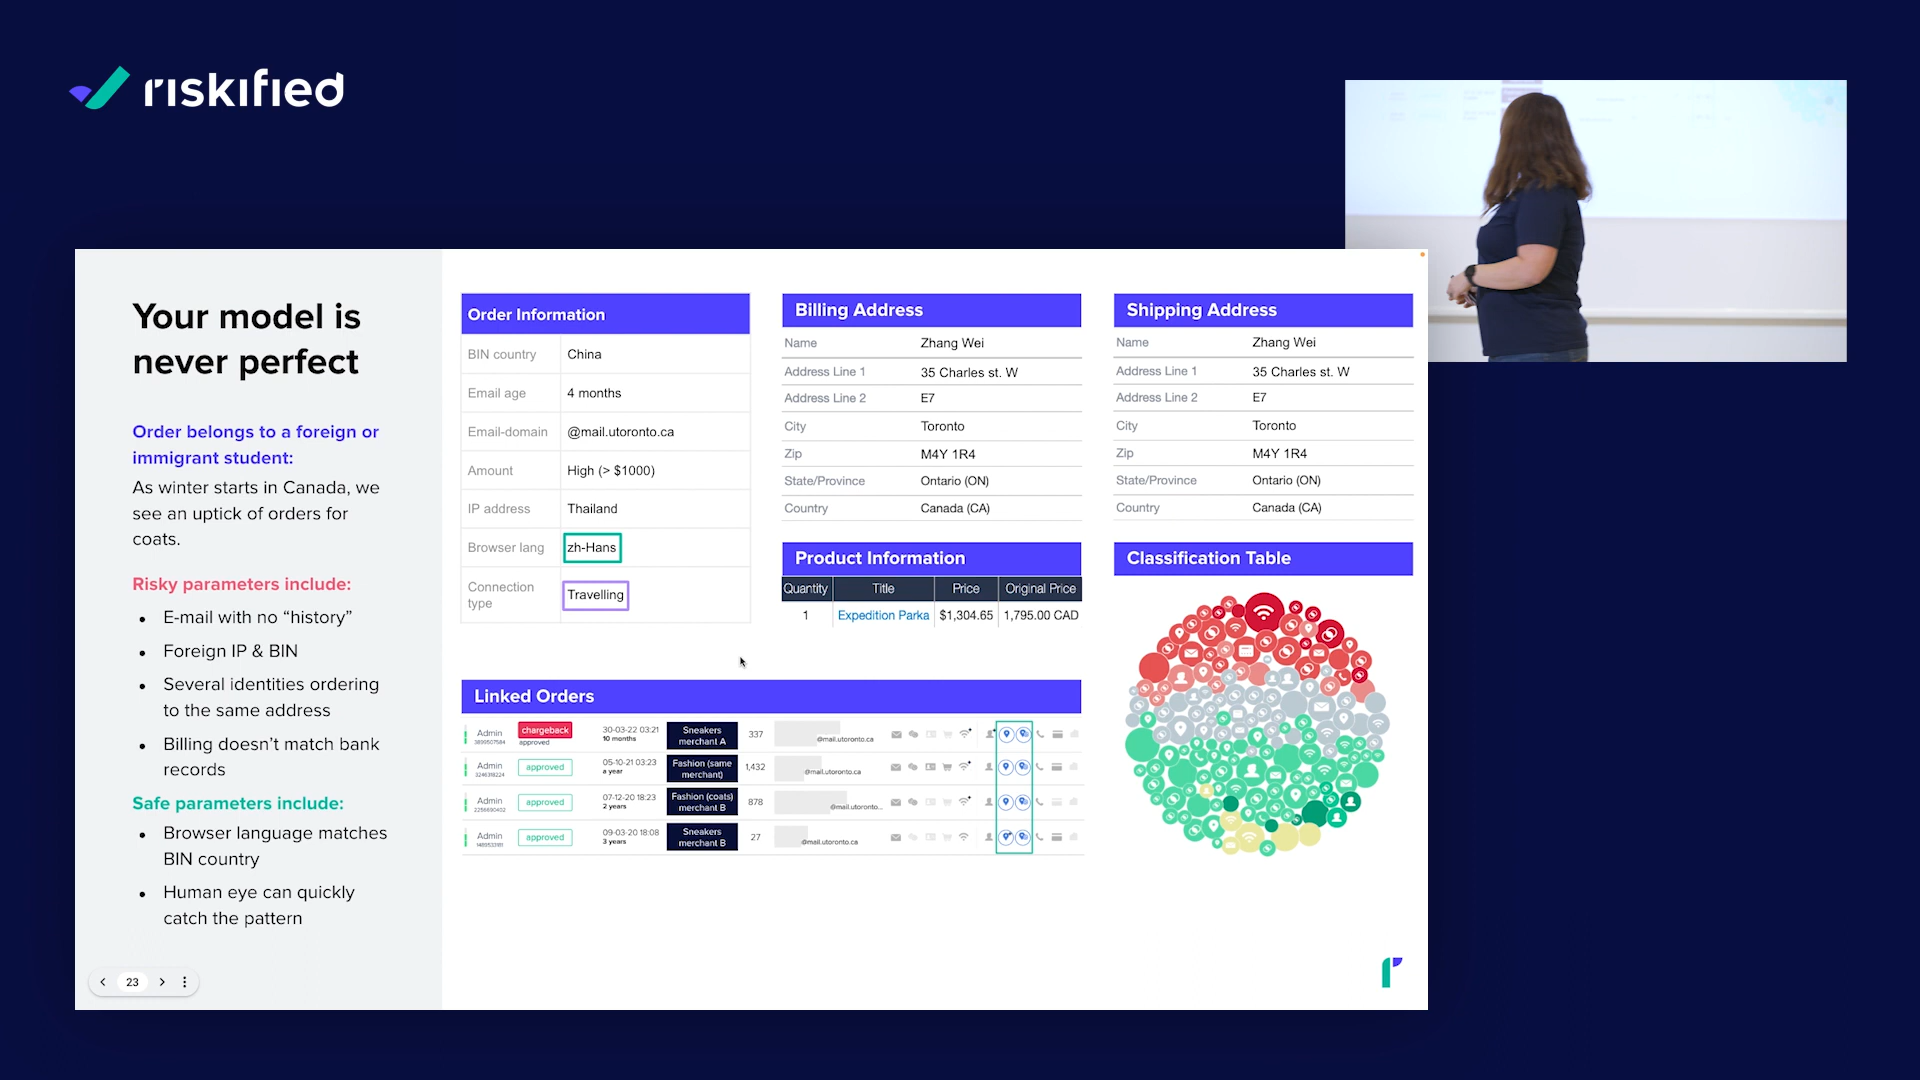 riskified
Your model is
never perfect
Order belongs to a foreign or
immigrant student:
As winter starts in Canada, we
see an uptick of orders for
coats.
Risky parameters include:
• E-mail with no “history”
• Foreign IP & BIN
• Several identities ordering
to the same address
• Billing doesn’t match bank
records
Safe parameters include:
• Browser language matches
BIN country
• Human eye can quickly
catch the pattern
23
Order Information
BIN country China
Email age 4 months
Email-domain @mail.utoronto.ca
Amount High (> $1000)
IP address Thailand
Browser lang zh-Hans
Connection
type
Travelling
Billing Address
Name Zhang Wei
Address Line 1 35 Charles st. W
Address Line 2 E7
City Toronto
Zip M4Y 1R4
State/Province Ontario (ON)
Country Canada (CA)
Shipping Address
Name Zhang Wei
Address Line 1 35 Charles st. W
Address Line 2 E7
City Toronto
Zip M4Y 1R4
State/Province Ontario (ON)
Country Canada (CA)
Product Information
Quantity Title Price Original Price
1 Expedition Parka $1,304.65 1,795.00 CAD
Classification Table
Linked Orders
Admin chargeback approved 30-03-22 03:21 10 months Sneakers merchant A 337 @mail.utoronto.ca
Admin approved 05-10-21 03:23 a year Fashion (same merchant) 1,432 @mail.utoronto.ca
Admin approved 07-12-20 18:23 2 years Fashion (coats) merchant B 878 @mail.utoronto...
Admin approved 09-03-20 18:08 3 years Sneakers merchant B 27 @mail.utoronto.ca